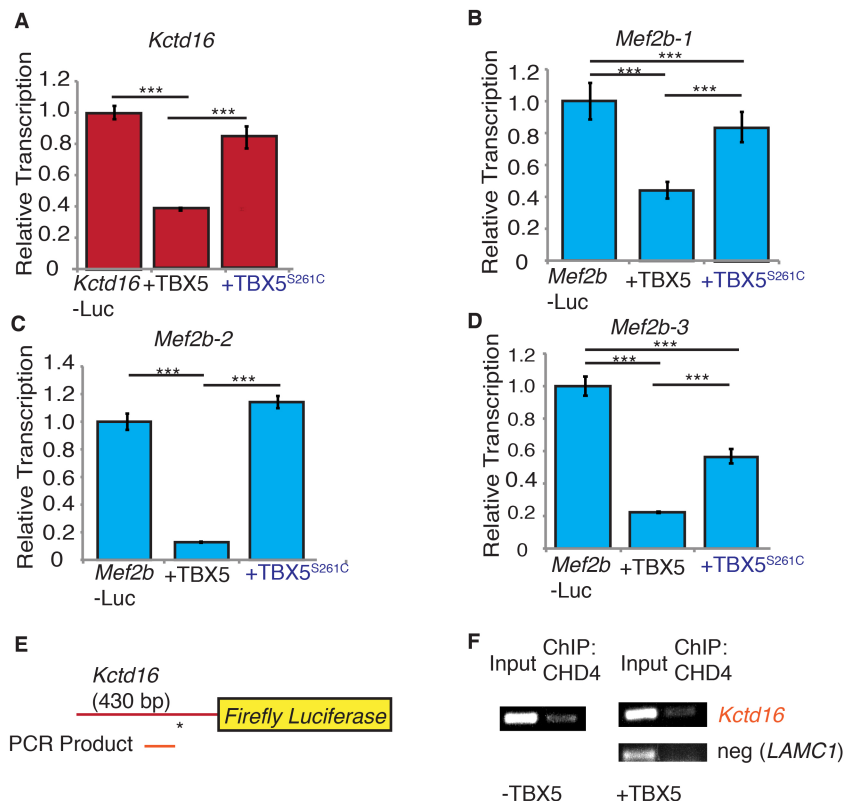 A
Kctd16
Relative Transcription
1.2
1.0
0.8
0.6
0.4
0.2
0
***
***
Kctd16 +TBX5 +TBX5S261C
-Luc
B
Mef2b-1
Relative Transcription
1.2
1.0
0.8
0.6
0.4
0.2
0
***
***
***
Mef2b +TBX5 +TBX5S261C
-Luc
C
Mef2b-2
Relative Transcription
1.4
1.2
1.0
0.8
0.6
0.4
0.2
0
***
***
Mef2b +TBX5 +TBX5S261C
-Luc
D
Mef2b-3
Relative Transcription
1.2
1.0
0.8
0.6
0.4
0.2
0
***
***
***
Mef2b +TBX5 +TBX5S261C
-Luc
E
Kctd16
(430 bp)
*
Firefly Luciferase
PCR Product
F
Input ChIP: CHD4
Input ChIP: CHD4
Kctd16
neg (LAMC1)
-TBX5 +TBX5